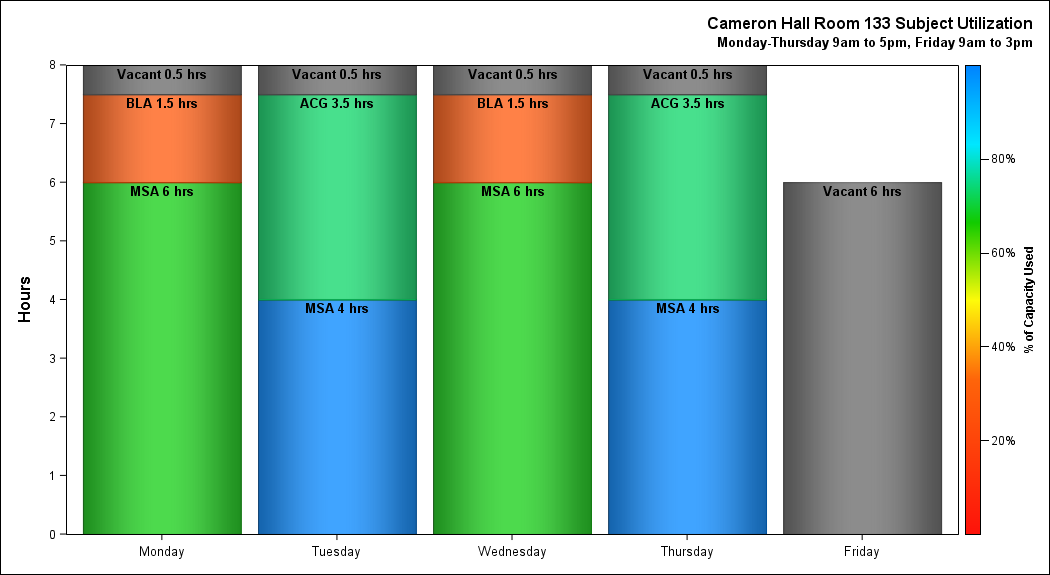 Cameron Hall Room 133 Subject Utilization
Monday-Thursday 9am to 5pm, Friday 9am to 3pm
8
7
6
5
4
3
2
1
0
Hours
Vacant 0.5 hrs
BLA 1.5 hrs
MSA 6 hrs
Vacant 0.5 hrs
ACG 3.5 hrs
MSA 4 hrs
Vacant 0.5 hrs
BLA 1.5 hrs
MSA 6 hrs
Vacant 0.5 hrs
ACG 3.5 hrs
MSA 4 hrs
Vacant 6 hrs
Monday
Tuesday
Wednesday
Thursday
Friday
80%
60%
40%
20%
% of Capacity Used